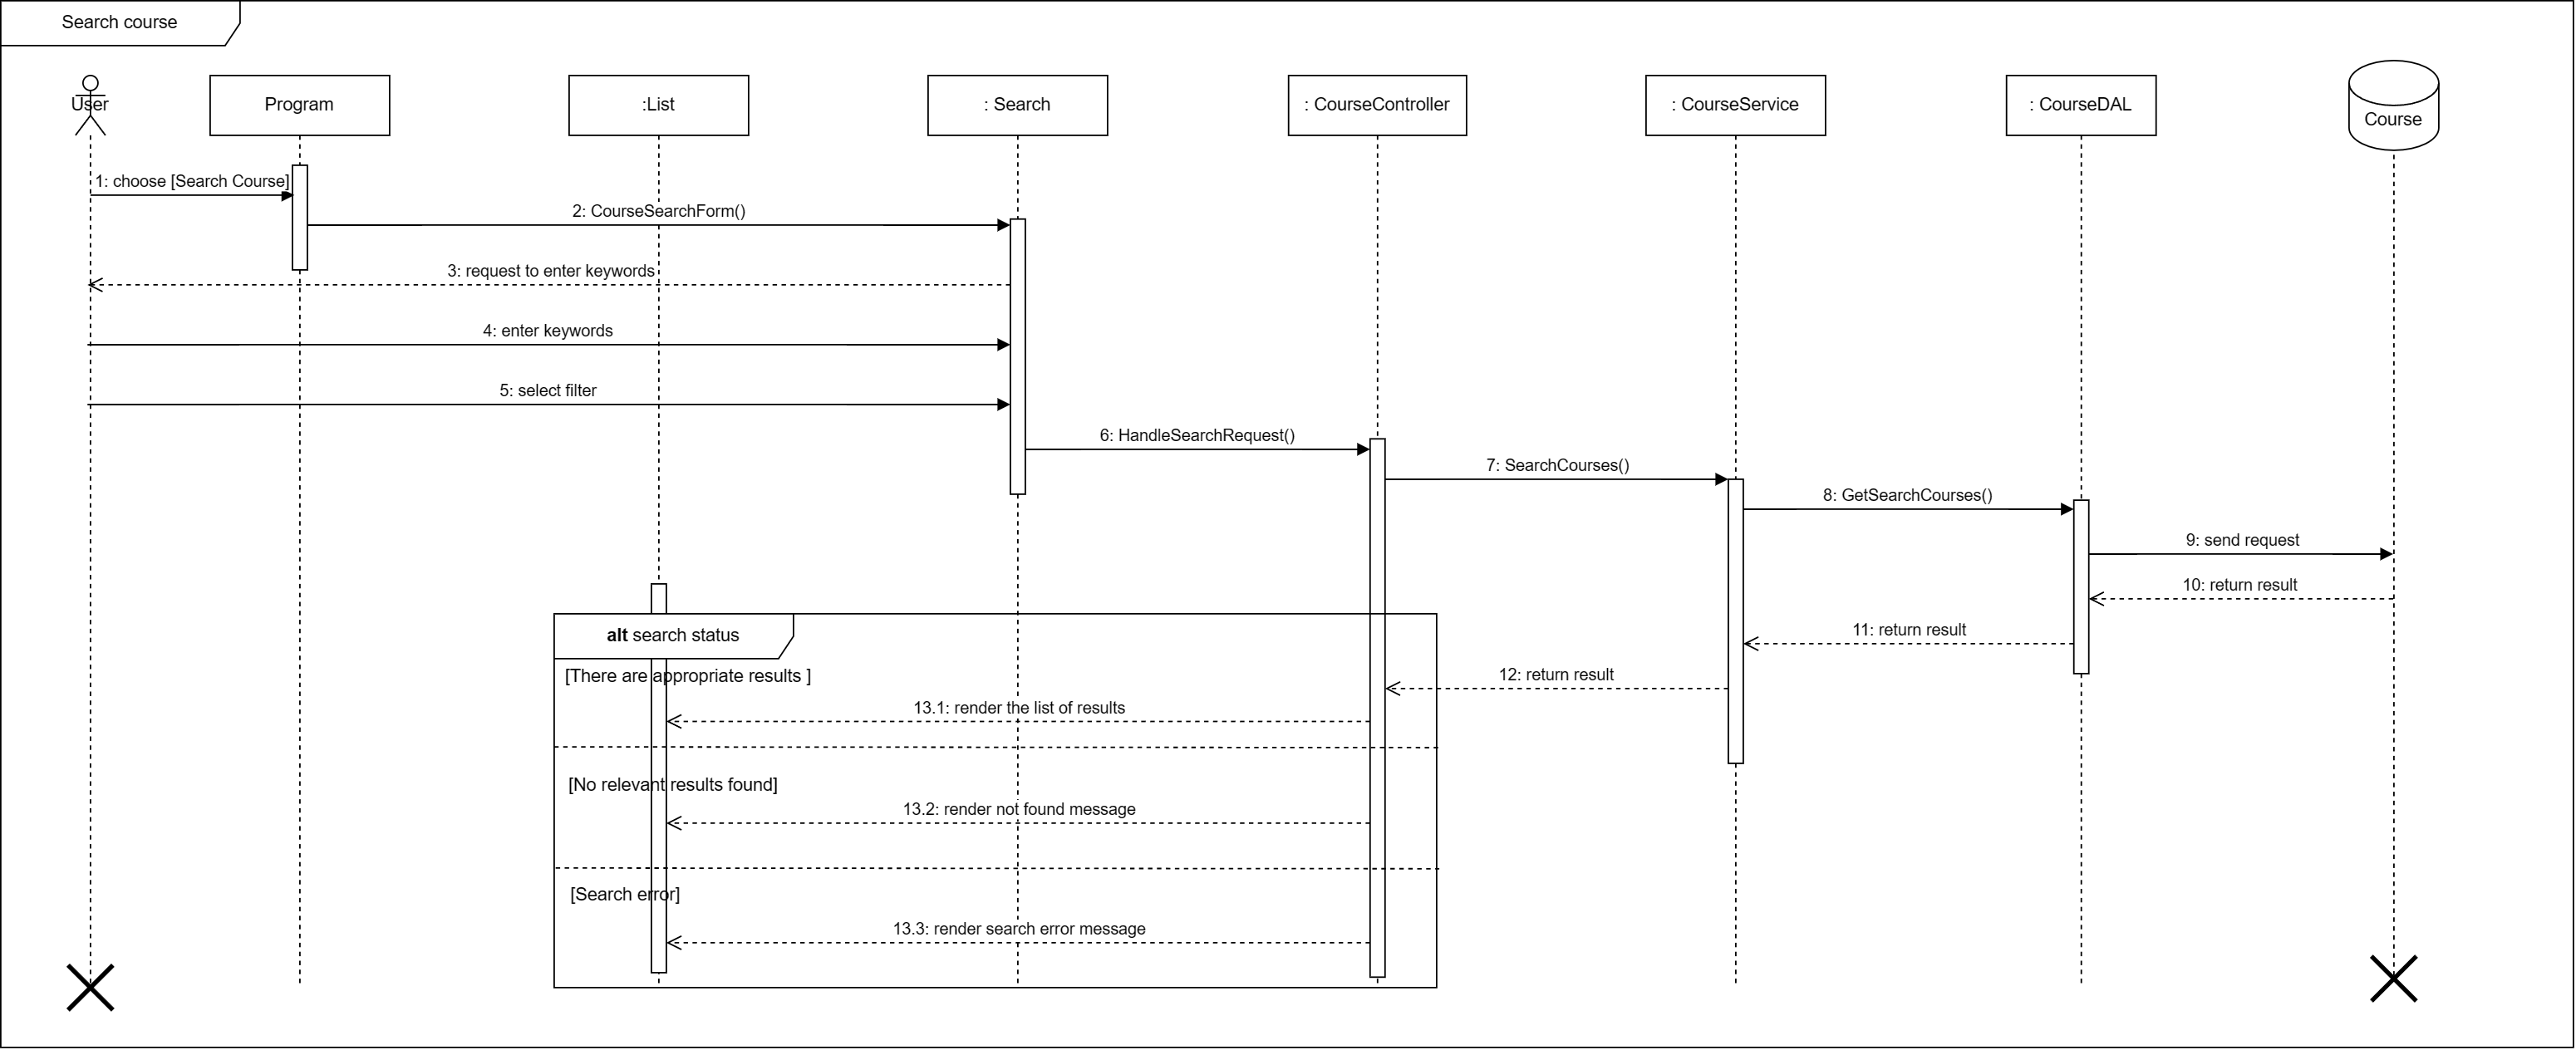 Search course
User
Program
:List
: Search
: CourseController
: CourseService
: CourseDAL
Course
1: choose [Search Course]
2: CourseSearchForm()
3: request to enter keywords
4: enter keywords
5: select filter
6: HandleSearchRequest()
7: SearchCourses()
8: GetSearchCourses()
9: send request
10: return result
11: return result
12: return result
alt search status
[There are appropriate results ]
13.1: render the list of results
[No relevant results found]
13.2: render not found message
[Search error]
13.3: render search error message